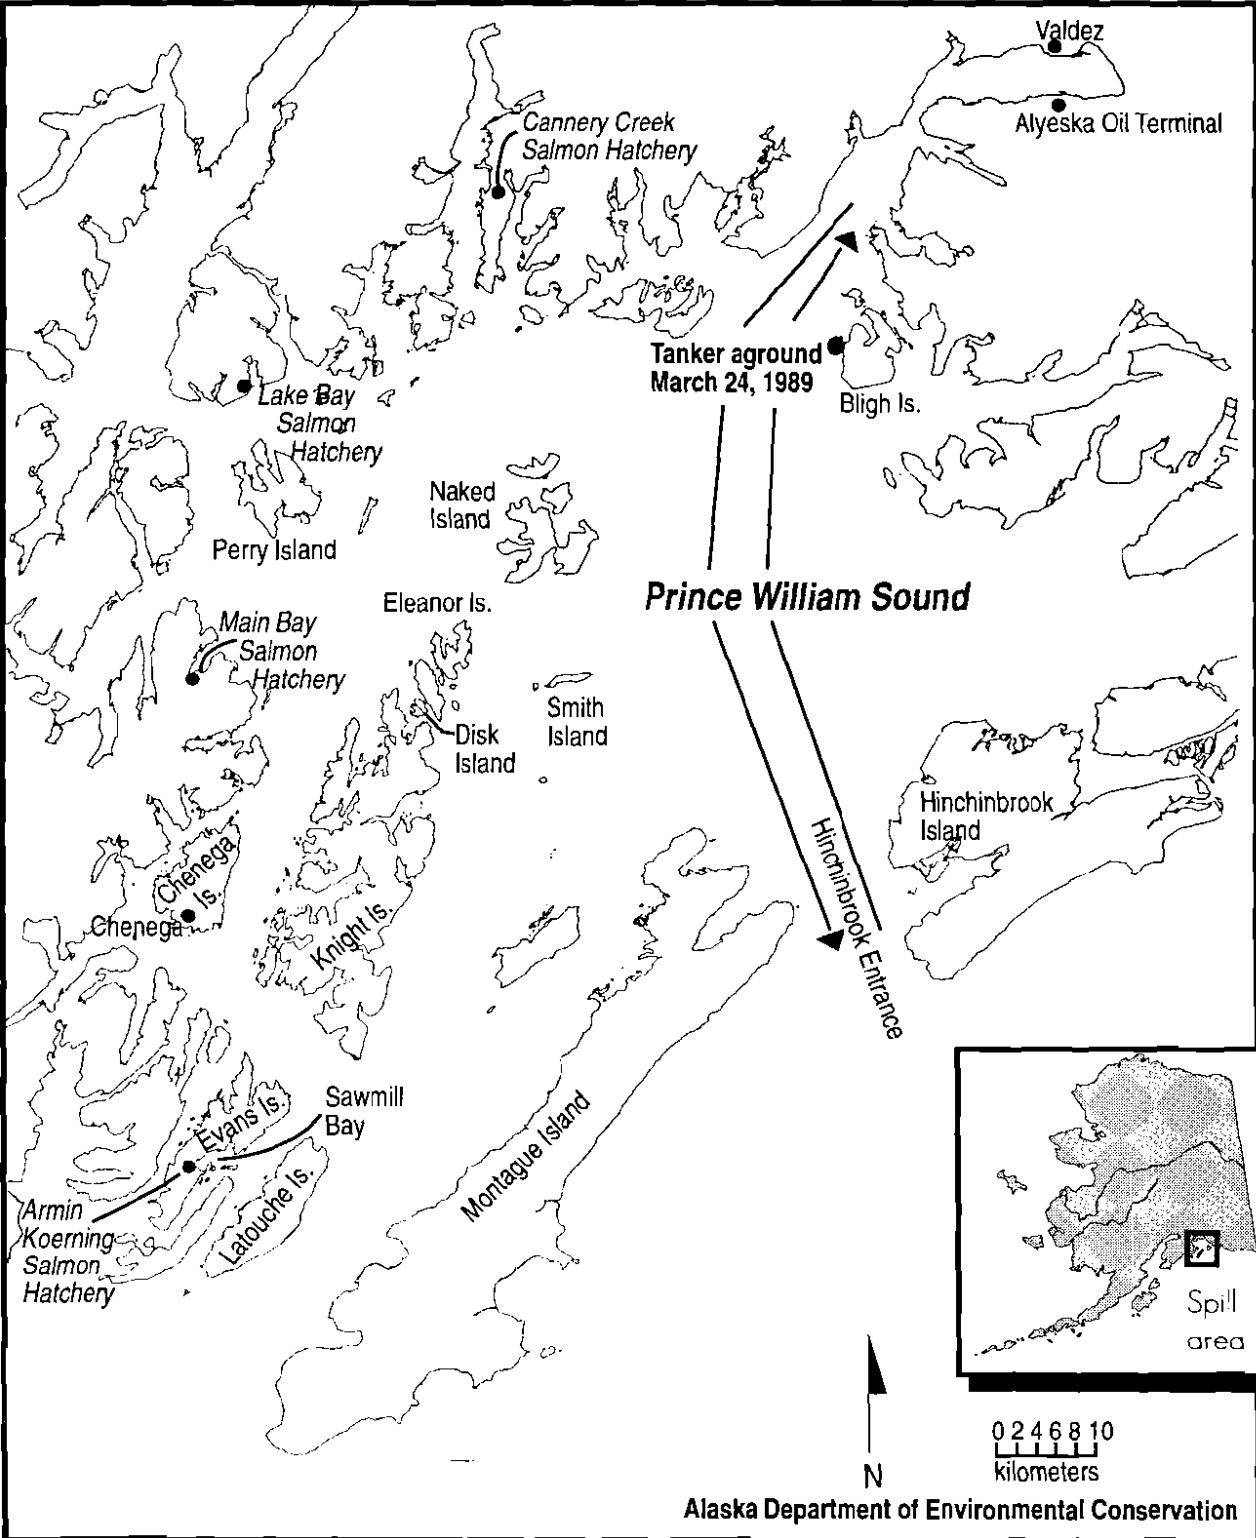 Valdez
Alyeska Oil Terminal
Cannery Creek
Salmon Hatchery
Tanker aground
March 24, 1989
Bligh Is.
Lake Bay
Salmon
Hatchery
Naked
Island
Perry Island
Prince William Sound
Eleanor Is.
Main Bay
Salmon
Hatchery
Smith
Island
Disk
Island
Hinchinbrook
Island
Hinchinbrook Entrance
Chenega
Is.
Chenega
Knight Is.
Sawmill
Bay
Evans Is.
Montague Island
Latouche Is.
Armin
Koerning
Salmon
Hatchery
Spill
area
0 2 4 6 8 10
kilometers
N
Alaska Department of Environmental Conservation